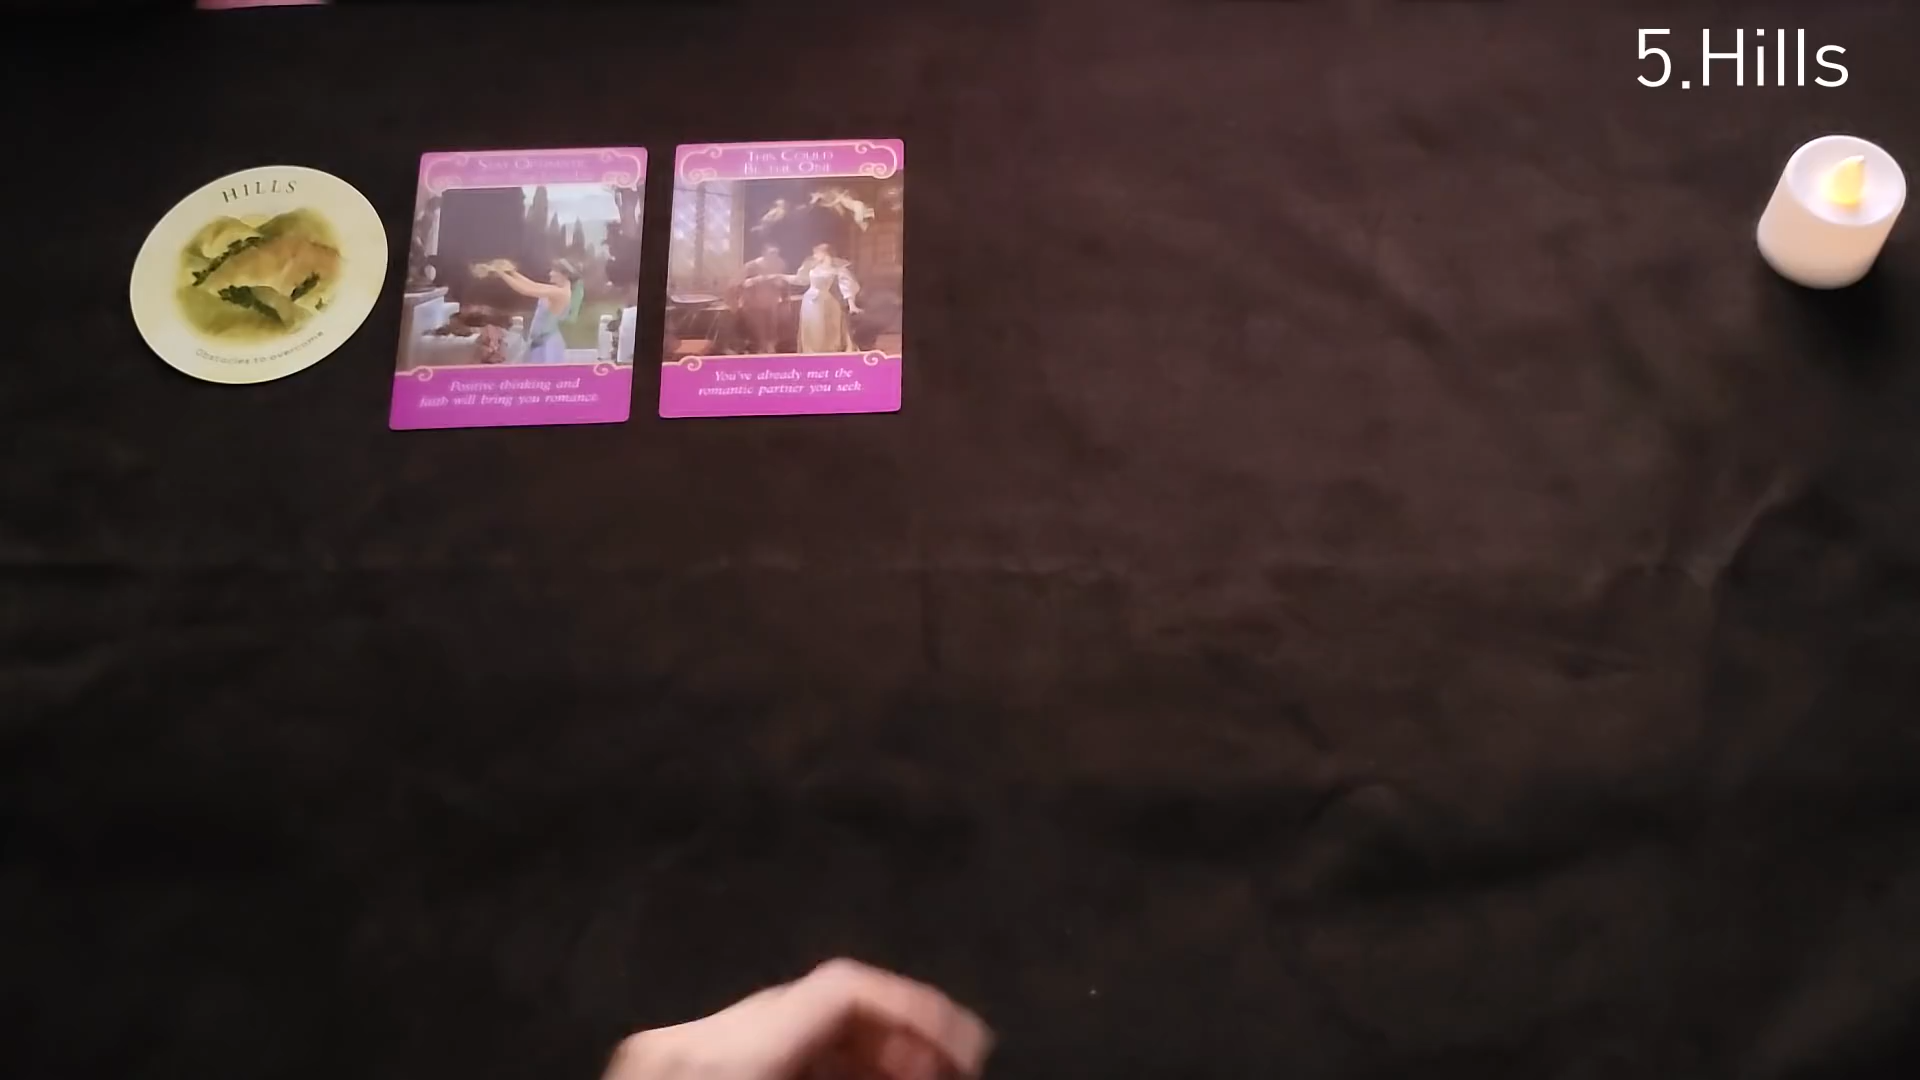 5.Hills
HILLS
Obstacles to overcome
STAY OPTIMISTIC
Positive thinking and
faith will bring you romance.
THIS COULD
BE THE ONE
You've already met the
romantic partner you seek.